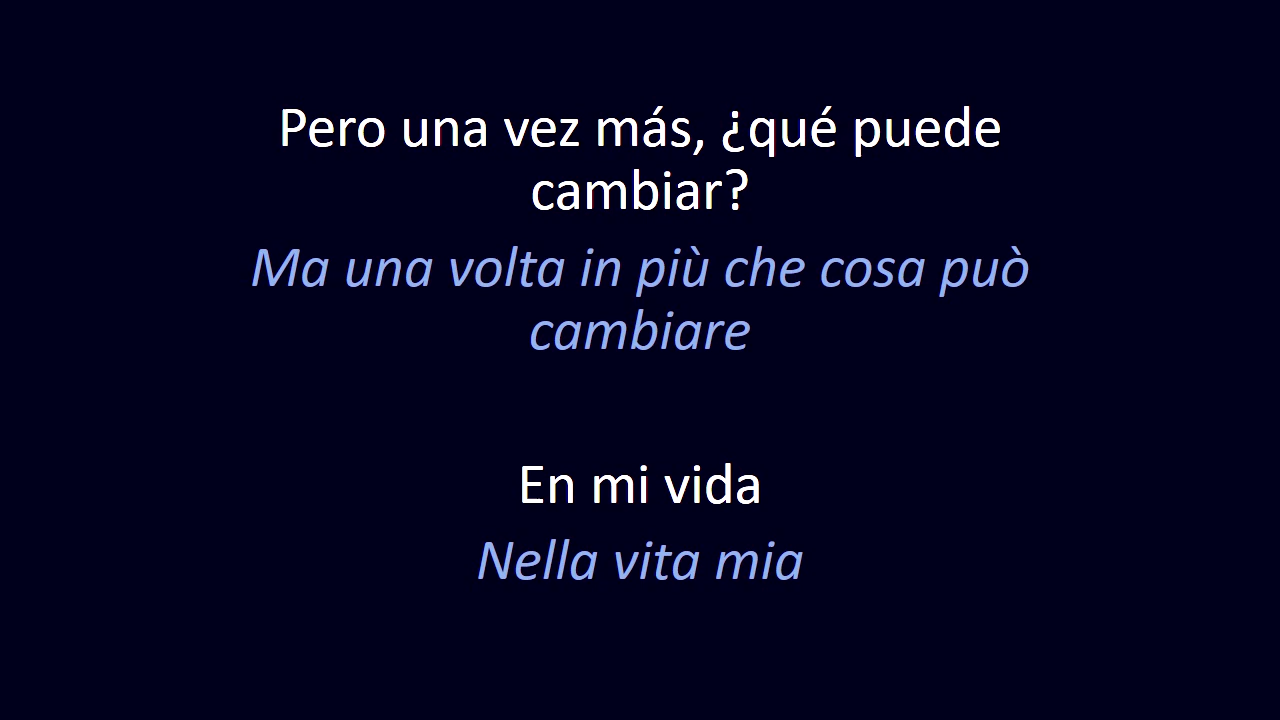 Pero una vez más, ¿qué puede
cambiar?
Ma una volta in più che cosa può
cambiare
En mi vida
Nella vita mia